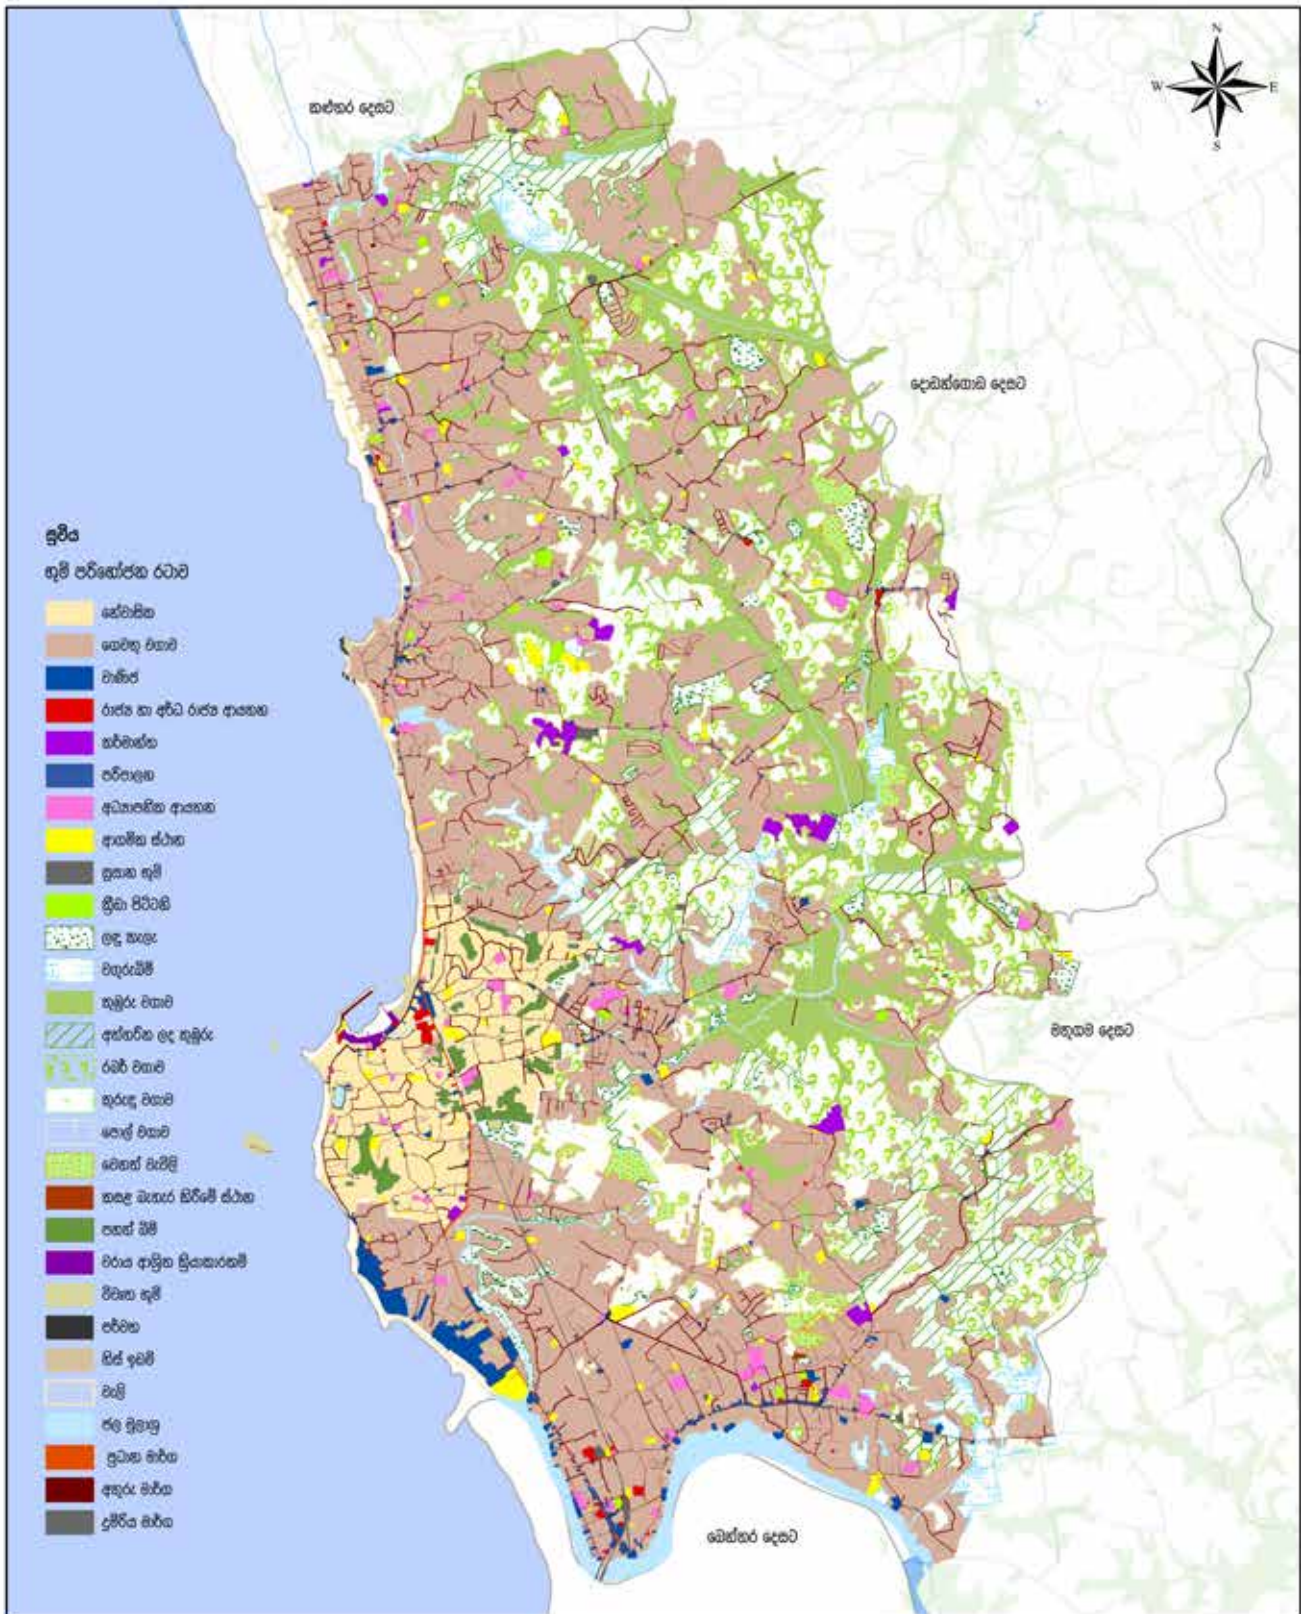 N
W E
S
කළුතර දෙසට
දොඩන්ගොඩ දෙසට
මතුගම දෙසට
බෙන්තර දෙසට
සූචිය
භූමි පරිභෝජන රටාව
නේවාසික
ගෙවතු වගාව
වාණිජ
රාජ්‍ය හා අර්ධ රාජ්‍ය ආයතන
කර්මාන්ත
පරිපාලන
අධ්‍යාපනික ආයතන
ආගමික ස්ථාන
සුසාන භූමි
ක්‍රීඩා පිට්ටනි
ලඳු කැලෑ
වගුරුබිම්
කුඹුරු වගාව
අත්හරින ලද කුඹුරු
රබර් වගාව
කුරුඳු වගාව
පොල් වගාව
වෙනත් වැවිලි
කසළ බැහැර කිරීමේ ස්ථාන
පහත් බිම්
වරාය ආශ්‍රිත ක්‍රියාකාරකම්
විවෘත භූමි
පර්වත
හිස් ඉඩම්
වැලි
ජල මූලාශ්‍ර
ප්‍රධාන මාර්ග
අතුරු මාර්ග
දුම්රිය මාර්ග